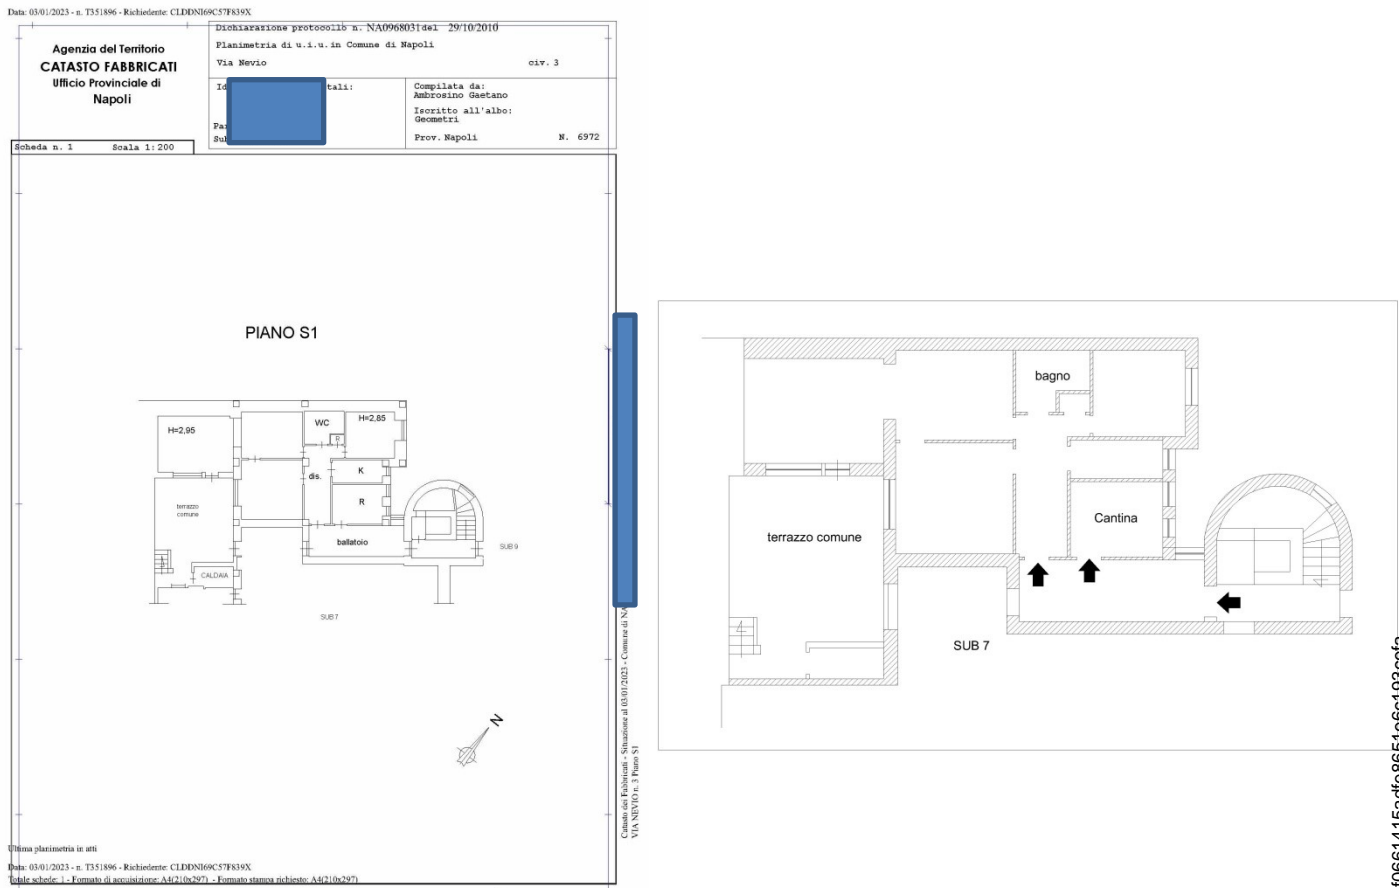 Data: 03/01/2023 - n. T351896 - Richiedente: CLDDNI69C57F839X
Agenzia del Territorio
CATASTO FABBRICATI
Ufficio Provinciale di
Napoli
Dichiarazione protocollo n. NA0968031 del 29/10/2010
Planimetria di u.i.u. in Comune di Napoli
Via Nevio civ. 3
tali:
Compilata da:
Ambrosino Gaetano
Iscritto all'albo:
Geometri
Prov. Napoli N. 6972
Scheda n. 1 Scala 1:200
PIANO S1
H=2,95
WC
H=2,85
R
K
dis.
R
terrazzo
comune
ballatoio
SUB 9
CALDAIA
SUB 7
N
bagno
Cantina
terrazzo comune
SUB 7
Catasto dei Fabbricati - Situazione al 03/01/2023 - Comune di NA
VIA NEVIO n. 3 Piano S1
Ultima planimetria in atti
Data: 03/01/2023 - n. T351896 - Richiedente: CLDDNI69C57F839X
Totale schede: 1 - Formato di acquisizione: A4(210x297) - Formato stampa richiesto: A4(210x297)